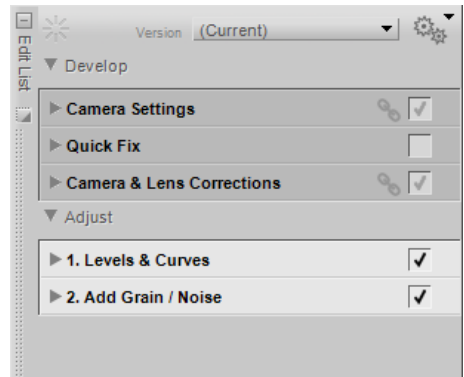 Edit List
Version (Current)
Develop
Camera Settings
Quick Fix
Camera & Lens Corrections
Adjust
1. Levels & Curves
2. Add Grain / Noise